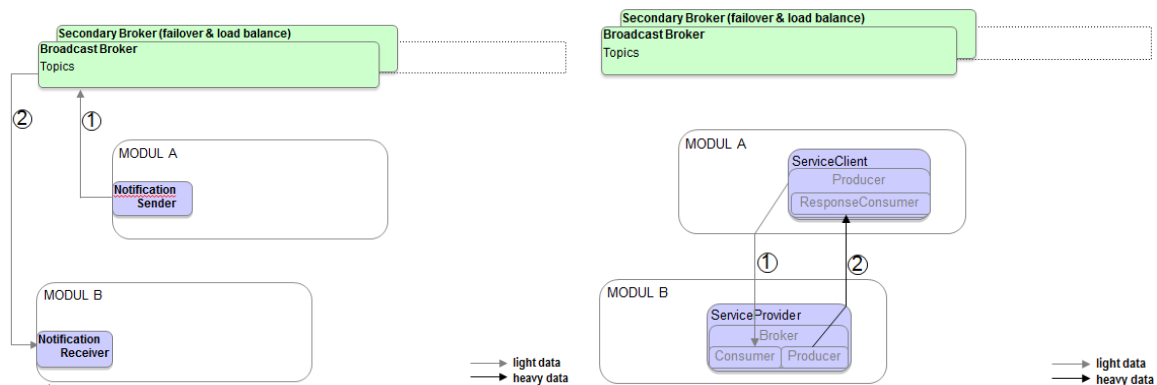 Secondary Broker (failover & load balance)
Broadcast Broker
Topics
②
①
MODUL A
Notification
Sender
MODUL B
Notification
Receiver
light data
heavy data
Secondary Broker (failover & load balance)
Broadcast Broker
Topics
MODUL A
ServiceClient
Producer
ResponseConsumer
①
②
MODUL B
ServiceProvider
Broker
Consumer
Producer
light data
heavy data